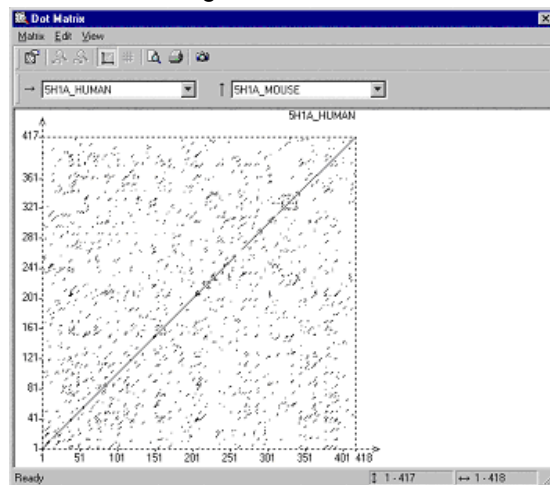 Dot Matrix
Matrix Edit View
→ 5H1A_HUMAN ↑ 5H1A_MOUSE
5H1A_HUMAN
417
361
321
281
241
201
161
121
81
41
1
1 51 101 151 201 251 301 351 401 418
Ready ↕ 1 - 417 ↔ 1 - 418